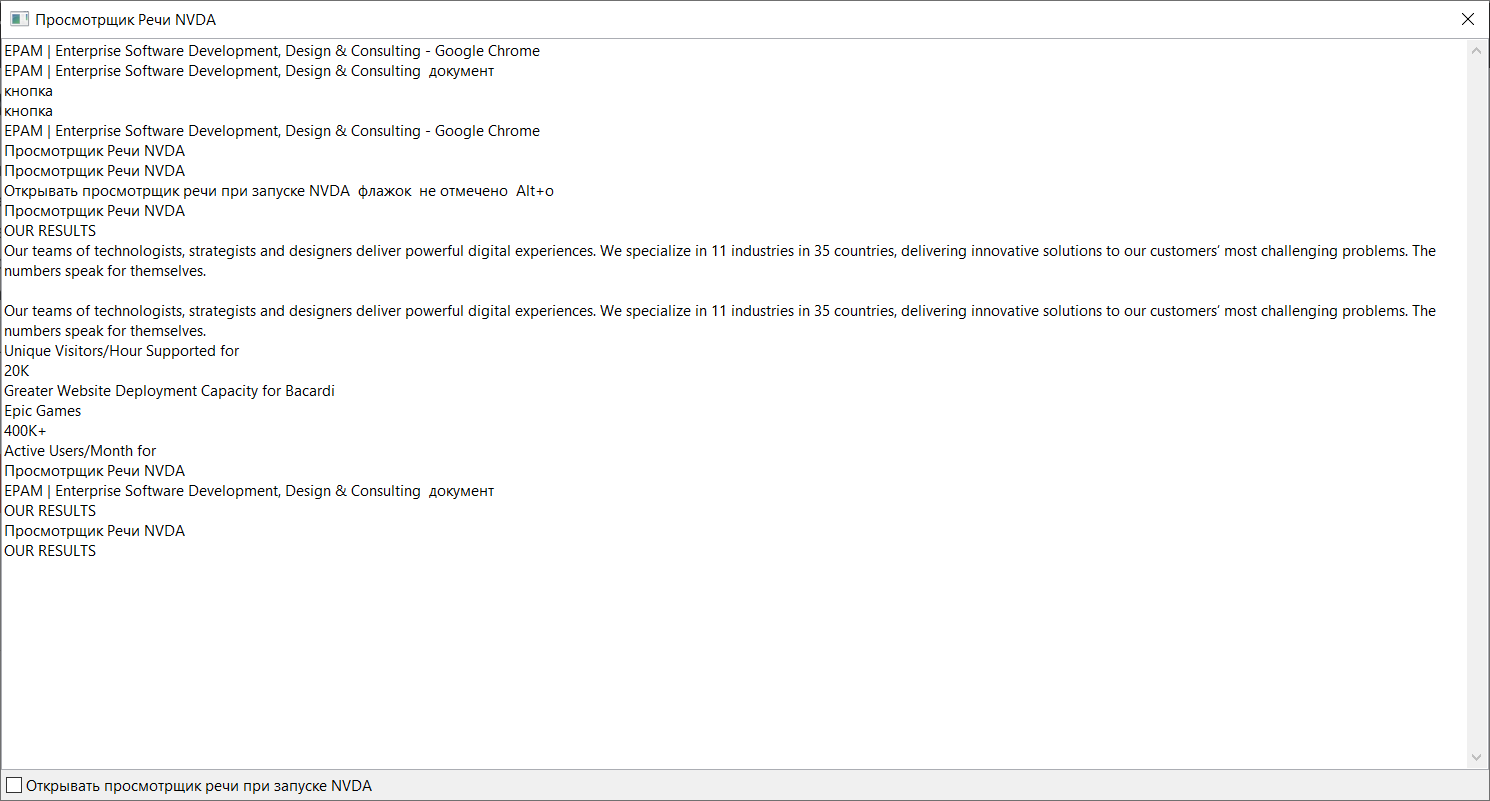 Просмотрщик Речи NVDA
EPAM | Enterprise Software Development, Design & Consulting - Google Chrome
EPAM | Enterprise Software Development, Design & Consulting  документ
кнопка
кнопка
EPAM | Enterprise Software Development, Design & Consulting - Google Chrome
Просмотрщик Речи NVDA
Просмотрщик Речи NVDA
Открывать просмотрщик речи при запуске NVDA  флажок  не отмечено  Alt+о
Просмотрщик Речи NVDA
OUR RESULTS
Our teams of technologists, strategists and designers deliver powerful digital experiences. We specialize in 11 industries in 35 countries, delivering innovative solutions to our customers’ most challenging problems. The
numbers speak for themselves.
Our teams of technologists, strategists and designers deliver powerful digital experiences. We specialize in 11 industries in 35 countries, delivering innovative solutions to our customers’ most challenging problems. The
numbers speak for themselves.
Unique Visitors/Hour Supported for
20K
Greater Website Deployment Capacity for Bacardi
Epic Games
400K+
Active Users/Month for
Просмотрщик Речи NVDA
EPAM | Enterprise Software Development, Design & Consulting  документ
OUR RESULTS
Просмотрщик Речи NVDA
OUR RESULTS
Открывать просмотрщик речи при запуске NVDA